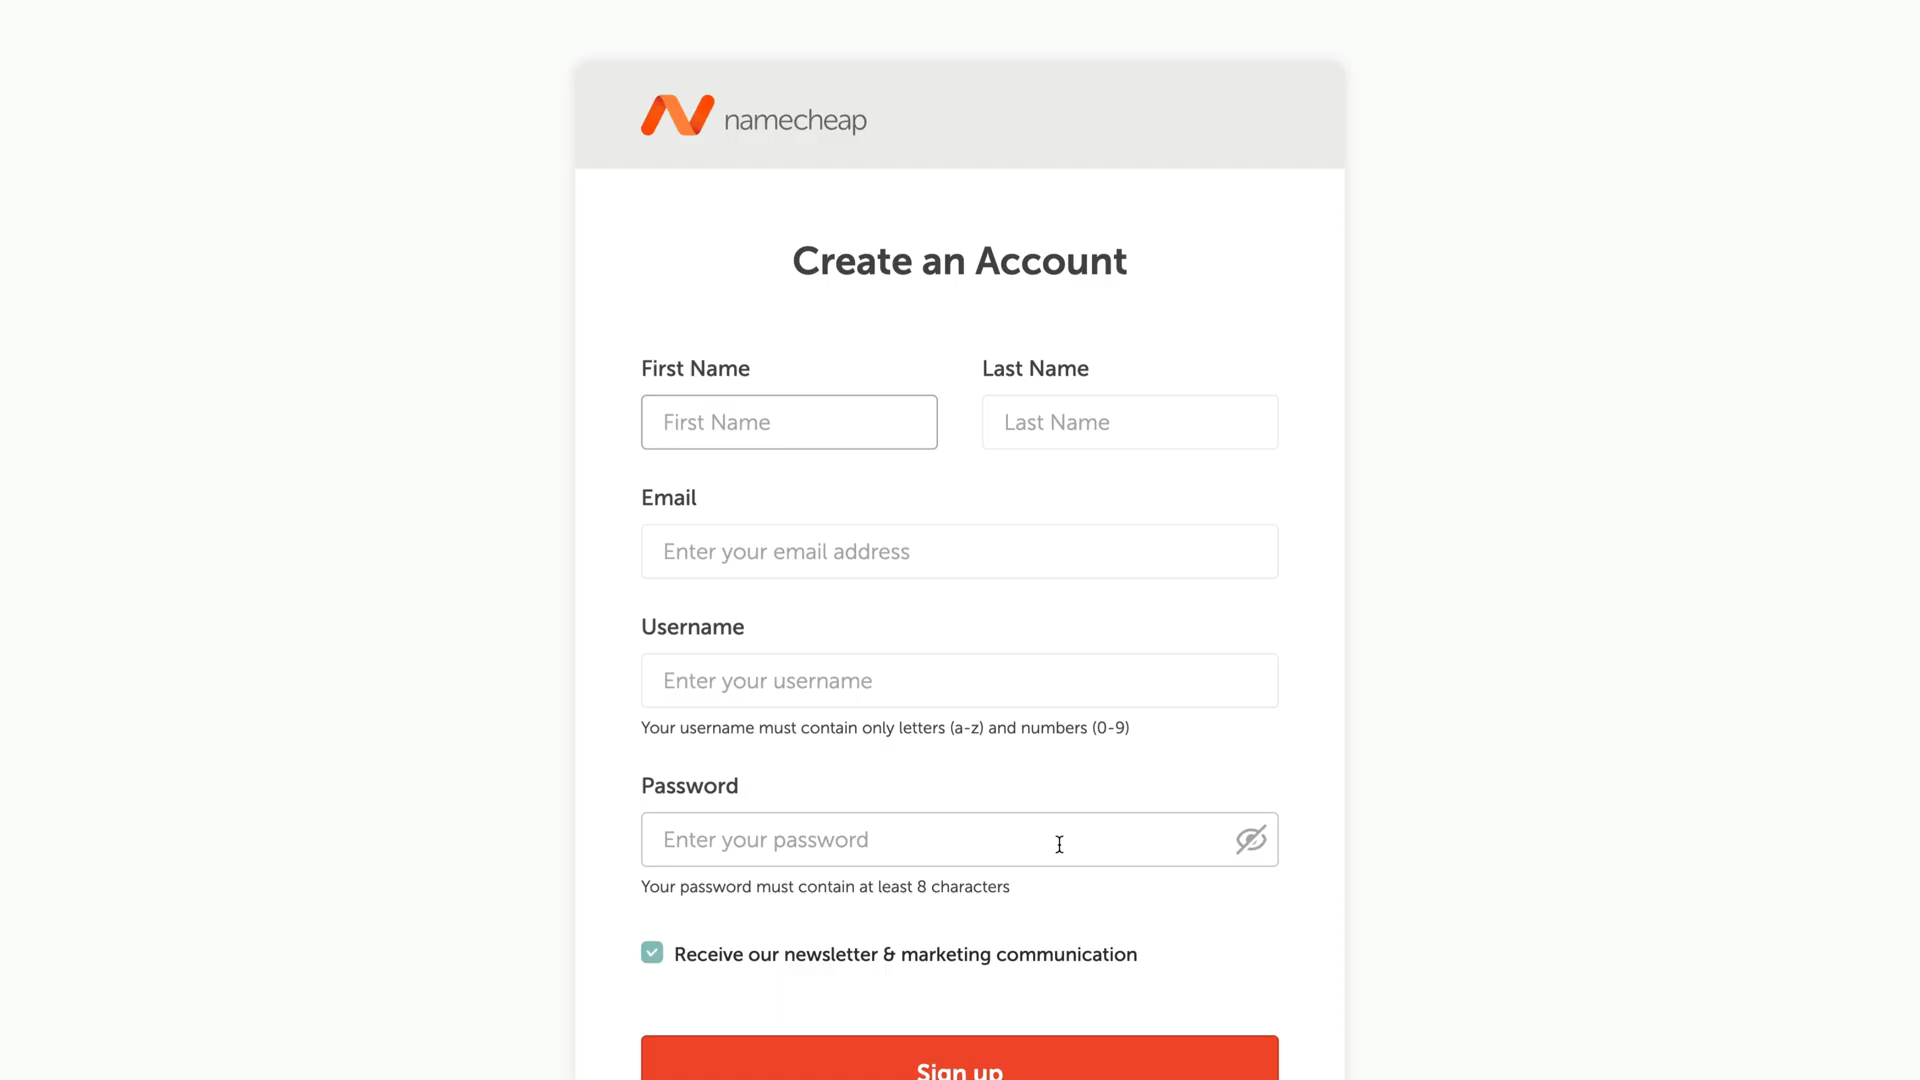 namecheap
Create an Account
First Name Last Name
First Name Last Name
Email
Enter your email address
Username
Enter your username
Your username must contain only letters (a-z) and numbers (0-9)
Password
Enter your password
Your password must contain at least 8 characters
Receive our newsletter & marketing communication
Sign up